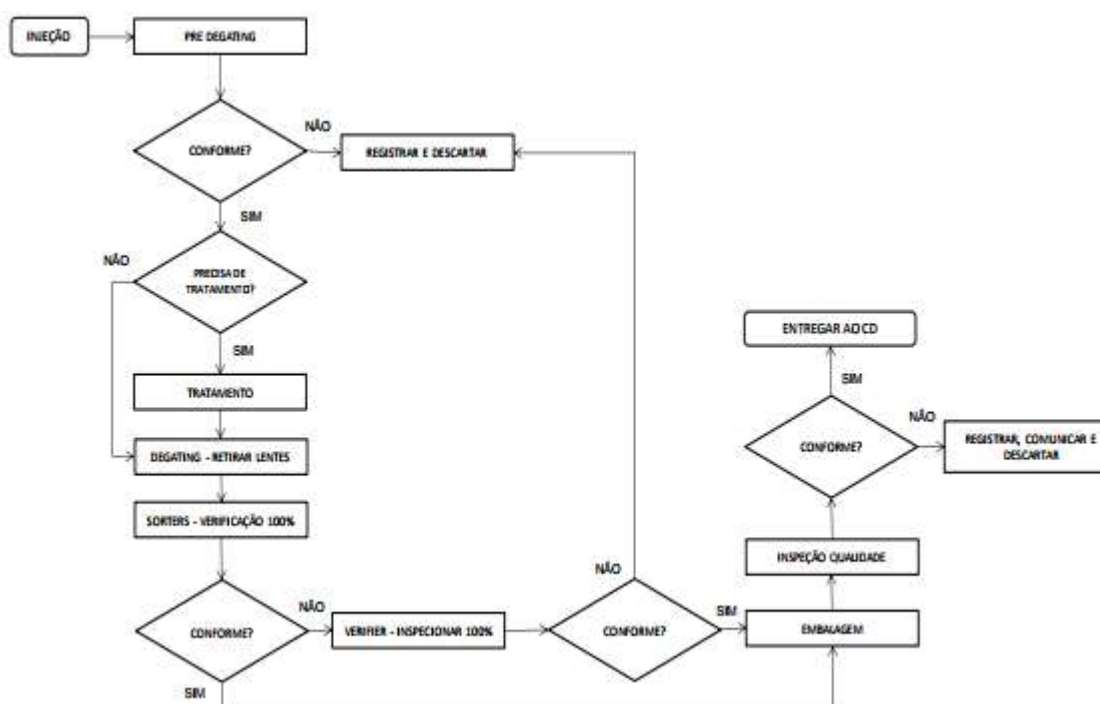 INJEÇÃO
PRE DEGATING
CONFORME?
NÃO
REGISTRAR E DESCARTAR
SIM
NÃO
PRECISA DE
TRATAMENTO?
SIM
TRATAMENTO
DEGATING - RETIRAR LENTES
SORTERS - VERIFICAÇÃO 100%
CONFORME?
NÃO
VERIFIER - INSPECIONAR 100%
SIM
CONFORME?
NÃO
SIM
EMBALAGEM
INSPEÇÃO QUALIDADE
CONFORME?
NÃO
REGISTRAR, COMUNICAR E
DESCARTAR
SIM
ENTREGAR AO CD